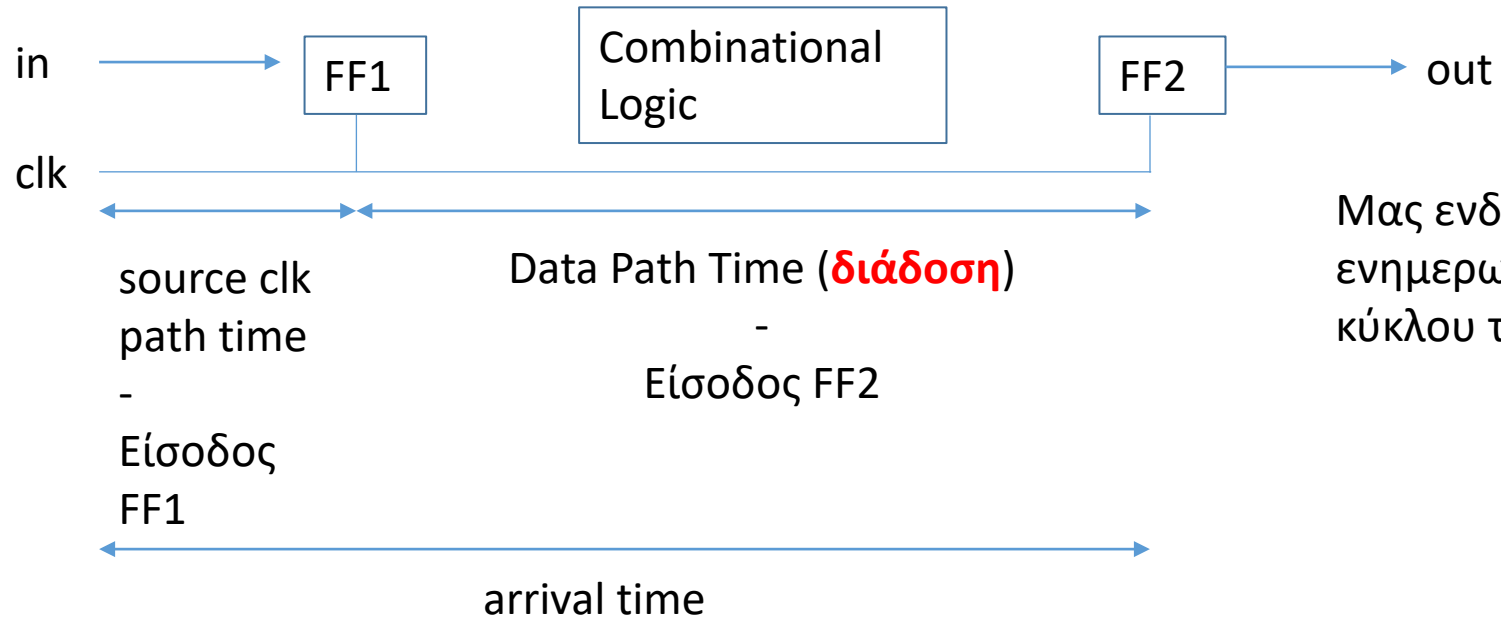 in
FF1
Combinational
Logic
FF2
out
clk
source clk
path time
-
Είσοδος
FF1
Data Path Time (διάδοση)
-
Είσοδος FF2
arrival time
Μας